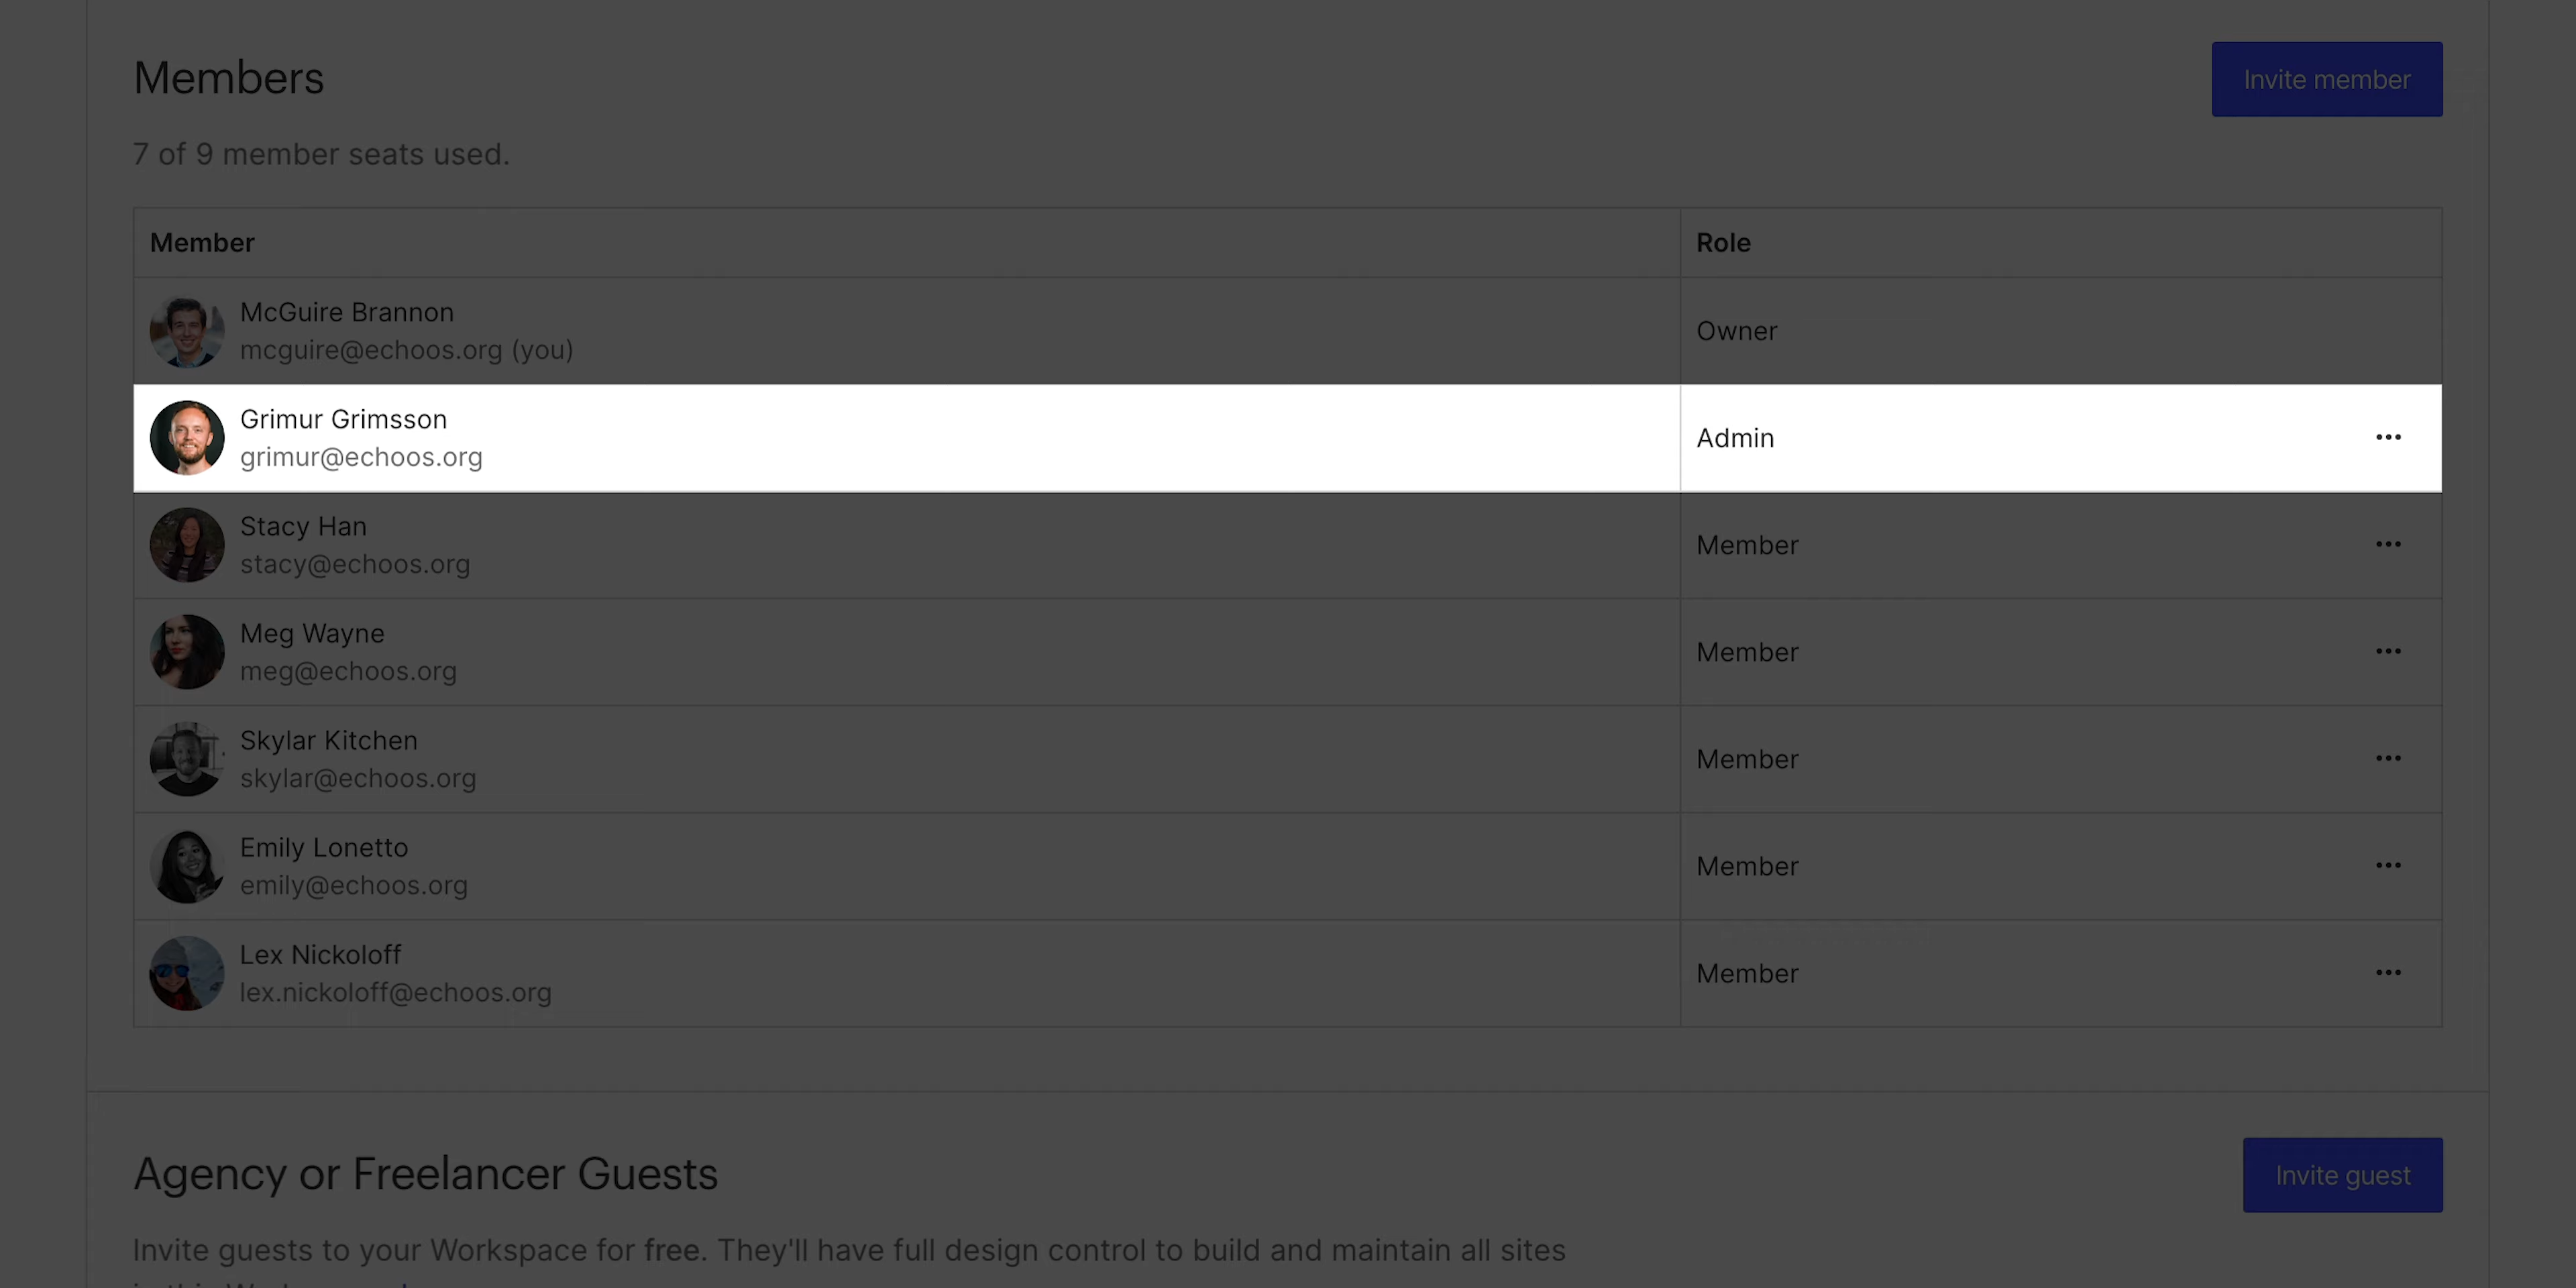 Members
Invite member
7 of 9 member seats used.
Member
Role
McGuire Brannon
mcguire@echoos.org (you)
Owner
Grimur Grimsson
grimur@echoos.org
Admin
Stacy Han
stacy@echoos.org
Member
Meg Wayne
meg@echoos.org
Member
Skylar Kitchen
skylar@echoos.org
Member
Emily Lonetto
emily@echoos.org
Member
Lex Nickoloff
lex.nickoloff@echoos.org
Member
Agency or Freelancer Guests
Invite guest
Invite guests to your Workspace for free. They'll have full design control to build and maintain all sites